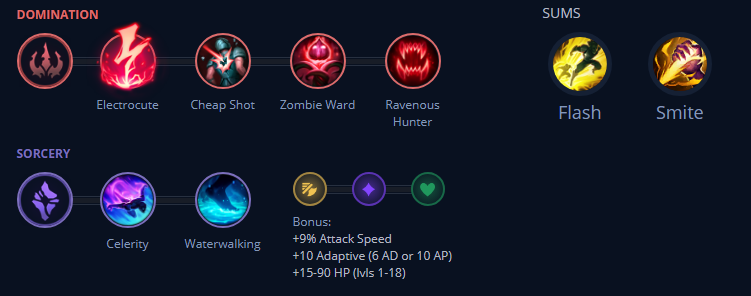 DOMINATION
SUMS
Electrocute
Cheap Shot
Zombie Ward
Ravenous
Hunter
Flash
Smite
SORCERY
Celerity
Waterwalking
Bonus:
+9% Attack Speed
+10 Adaptive (6 AD or 10 AP)
+15-90 HP (lvls 1-18)